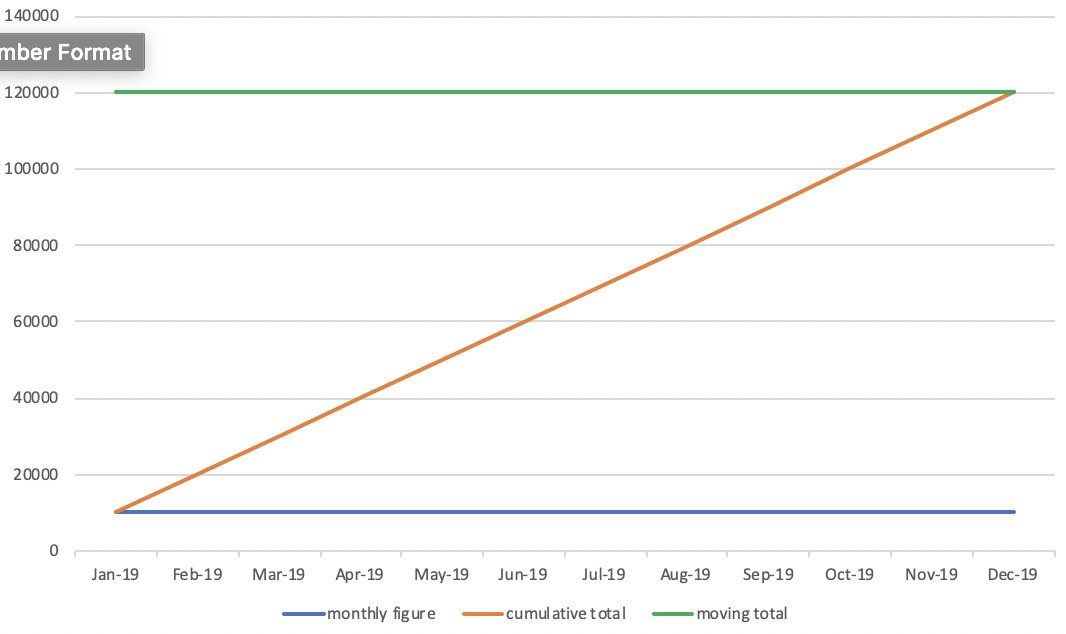 140000
mber Format
120000
100000
80000
60000
40000
20000
0
Jan-19 Feb-19 Mar-19 Apr-19 May-19 Jun-19 Jul-19 Aug-19 Sep-19 Oct-19 Nov-19 Dec-19
monthly figure cumulative total moving total